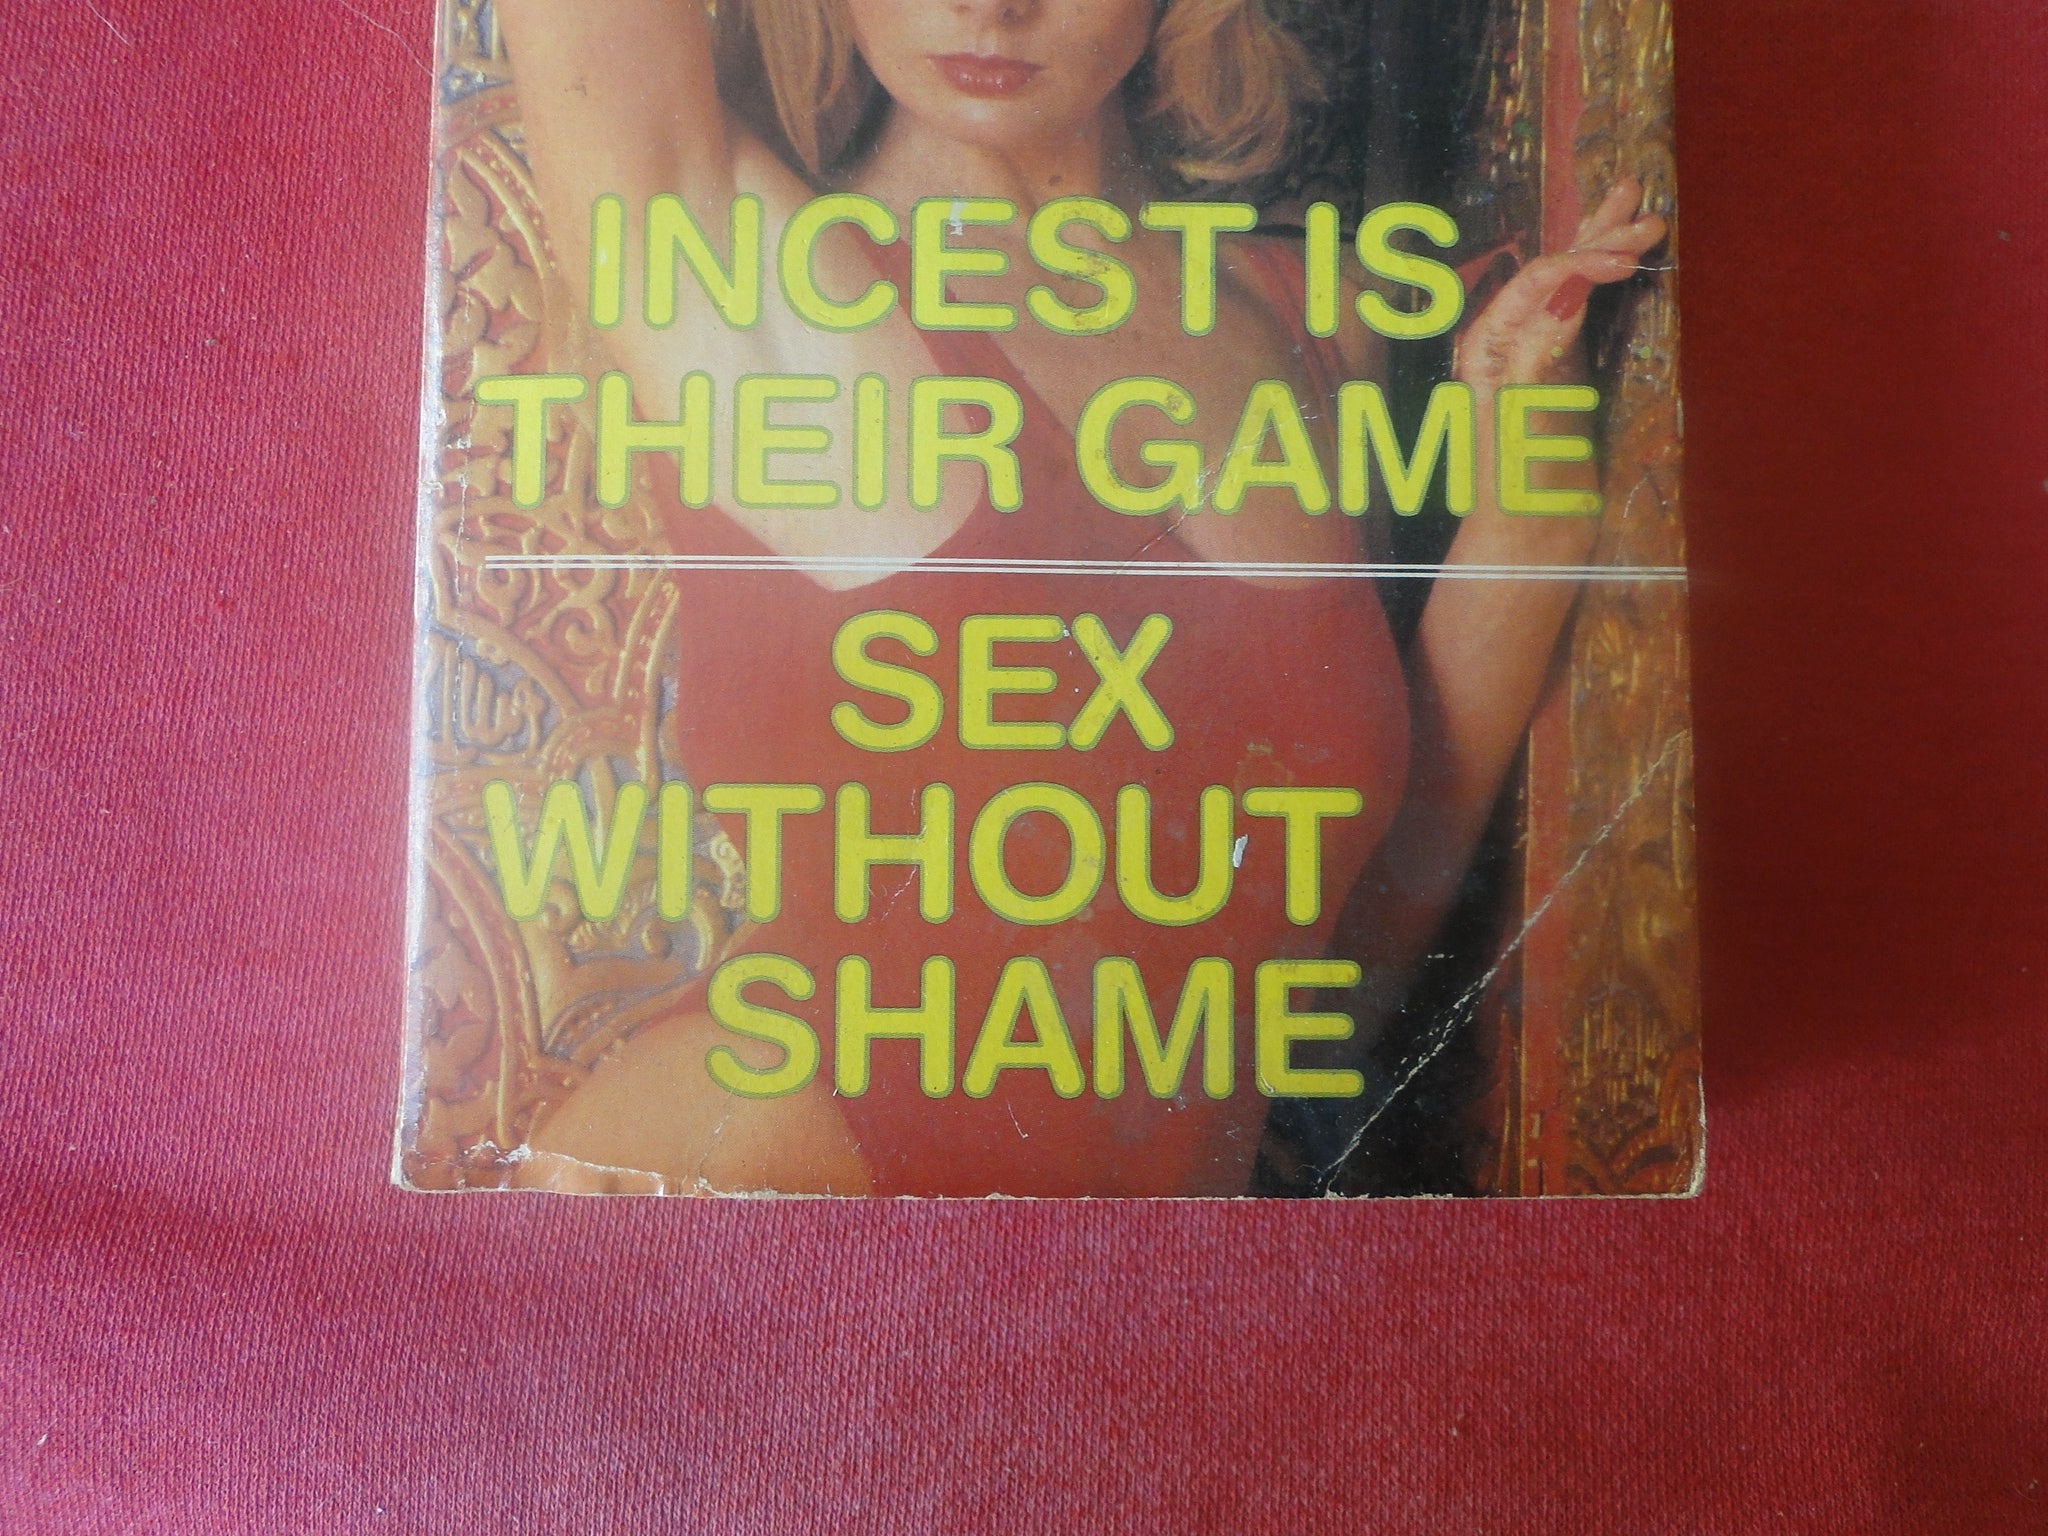 INCEST IS
THEIR GAME
SEX
WITHOUT
SHAME